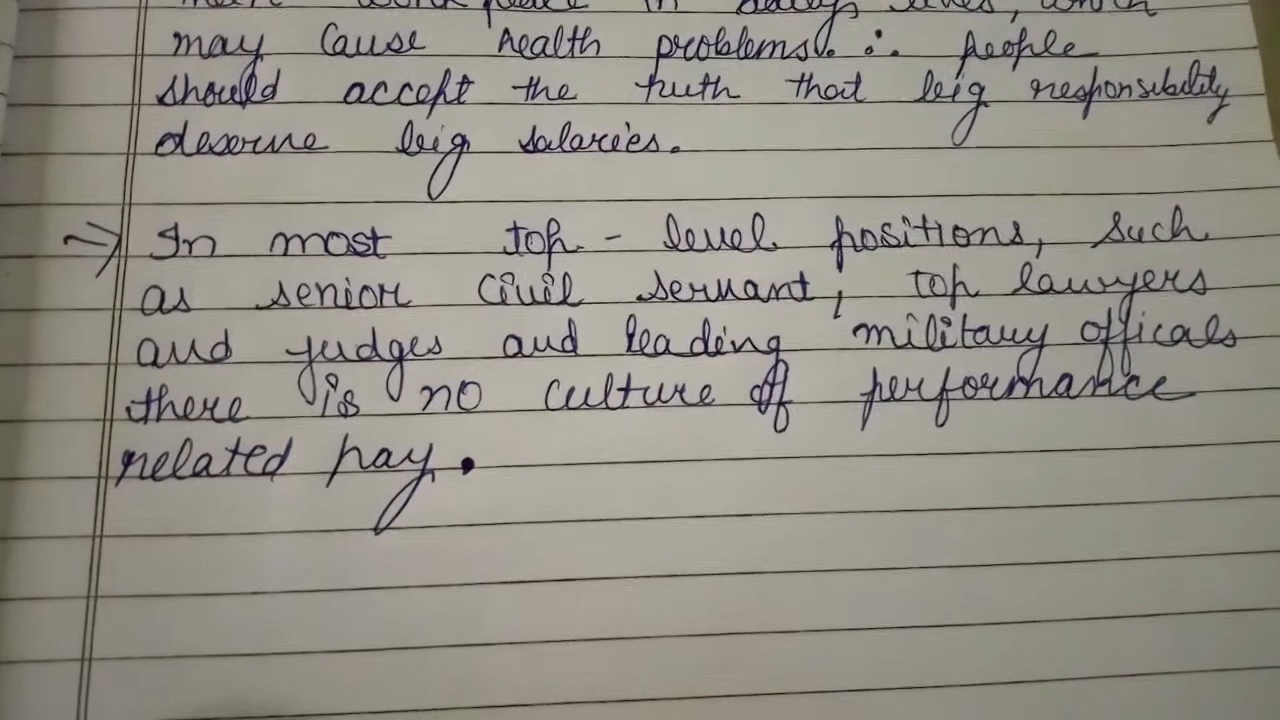 may cause health problems. ∴ people
should accept the truth that big responsibility
deserve big salaries.
⇒ In most top - level positions, such
as senior civil servant, top lawyers
and judges and leading military officals
there is no culture of performance
related pay.